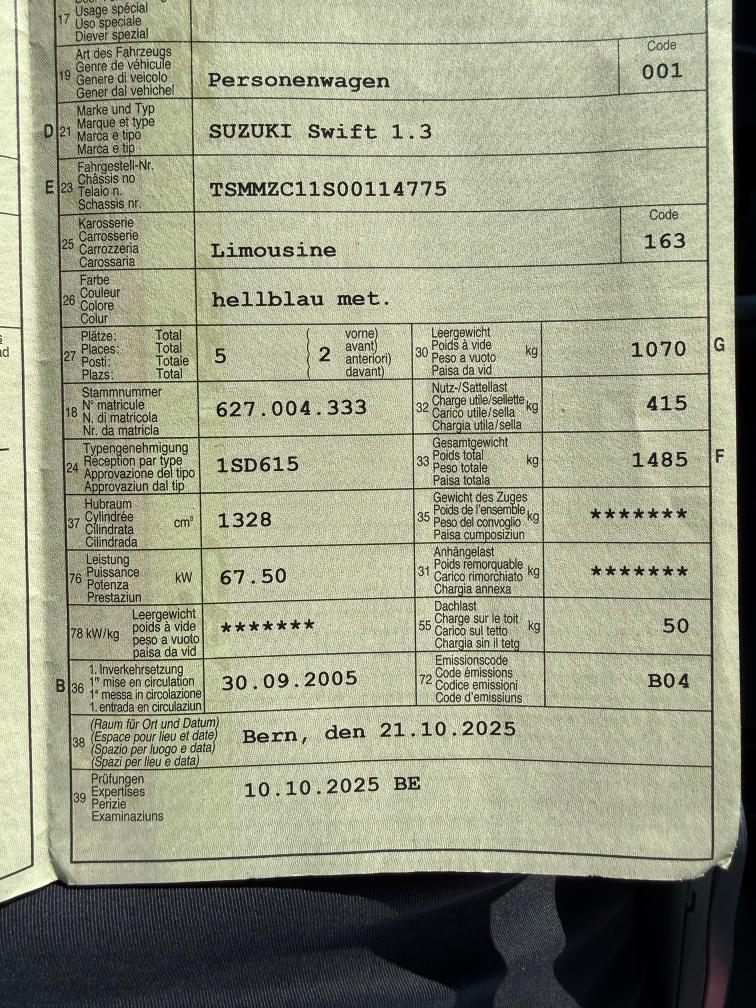 17 Usage spécial
Uso speciale
Diever spezial
19 Art des Fahrzeugs
Genre de véhicule
Genere di veicolo
Gener dal vehichel
Personenwagen
Code
001
D 21 Marke und Typ
Marque et type
Marca e tipo
Marca e tip
SUZUKI Swift 1.3
E 23 Fahrgestell-Nr.
Châssis no
Telaio n.
Schassis nr.
TSMMZC11S00114775
25 Karosserie
Carrosserie
Carrozzeria
Carossaria
Limousine
Code
163
26 Farbe
Couleur
Colore
Colur
hellblau met.
27 Plätze: Total
Places: Total
Posti: Totale
Plazs: Total
5
( 2 vorne)
avant)
anteriori)
davant)
30 Leergewicht
Poids à vide
Peso a vuoto
Paisa da vid
kg
1070 G
18 Stammnummer
N° matricule
N. di matricola
Nr. da matricla
627.004.333
32 Nutz-/Sattellast
Charge utile/sellette
Carico utile/sella
Chargia utila/sella
kg
415
24 Typengenehmigung
Réception par type
Approvazione del tipo
Approvaziun dal tip
1SD615
33 Gesamtgewicht
Poids total
Peso totale
Paisa totala
kg
1485 F
37 Hubraum
Cylindrée
Cilindrata
Cilindrada
cm³
1328
35 Gewicht des Zuges
Poids de l'ensemble
Peso del convoglio
Paisa cumposiziun
kg
*******
76 Leistung
Puissance
Potenza
Prestaziun
kW
67.50
31 Anhängelast
Poids remorquable
Carico rimorchiato
Chargia annexa
kg
*******
78 kW/kg Leergewicht
poids à vide
peso a vuoto
paisa da vid
*******
55 Dachlast
Charge sur le toit
Carico sul tetto
Chargia sin il tetg
kg
50
B 36 1. Inverkehrsetzung
1re mise en circulation
1a messa in circolazione
1. entrada en circulaziun
30.09.2005
72 Emissionscode
Code émissions
Codice emissioni
Code d'emissiuns
B04
38 (Raum für Ort und Datum)
(Espace pour lieu et date)
(Spazio per luogo e data)
(Spazi per lieu e data)
Bern, den 21.10.2025
39 Prüfungen
Expertises
Perizie
Examinaziuns
10.10.2025 BE